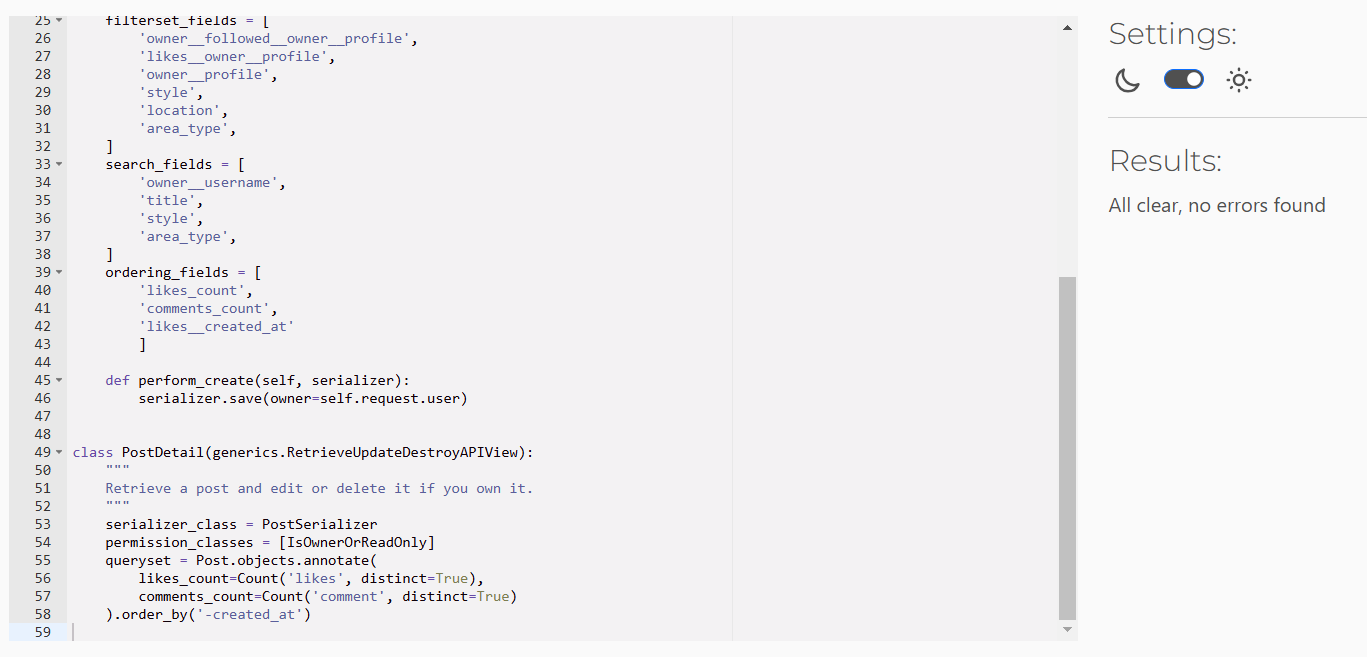 25 filterset_fields = [
26 'owner__followed__owner__profile',
27 'likes__owner__profile',
28 'owner__profile',
29 'style',
30 'location',
31 'area_type',
32 ]
33 search_fields = [
34 'owner__username',
35 'title',
36 'style',
37 'area_type',
38 ]
39 ordering_fields = [
40 'likes_count',
41 'comments_count',
42 'likes__created_at'
43 ]
44
45 def perform_create(self, serializer):
46 serializer.save(owner=self.request.user)
47
48
49 class PostDetail(generics.RetrieveUpdateDestroyAPIView):
50 """
51 Retrieve a post and edit or delete it if you own it.
52 """
53 serializer_class = PostSerializer
54 permission_classes = [IsOwnerOrReadOnly]
55 queryset = Post.objects.annotate(
56 likes_count=Count('likes', distinct=True),
57 comments_count=Count('comment', distinct=True)
58 ).order_by('-created_at')
59
Settings:
Results:
All clear, no errors found